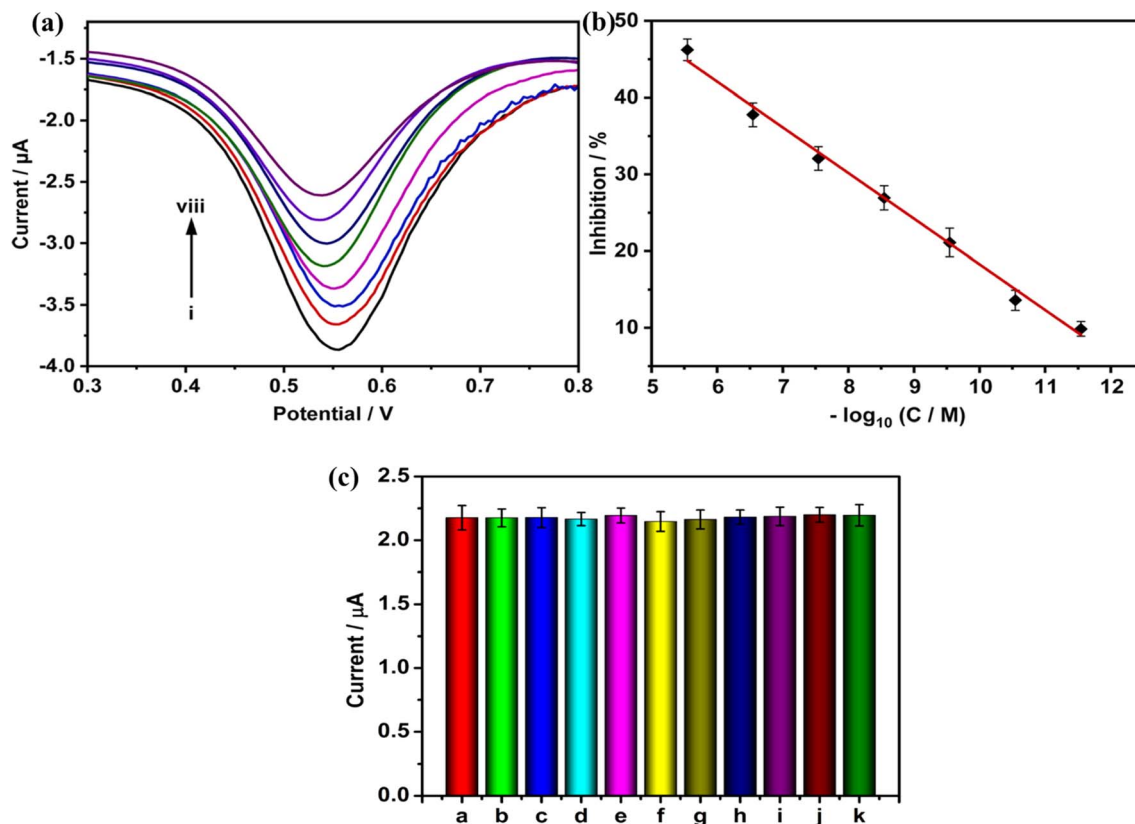 (a)
-1.5
-2.0
-2.5
-3.0
-3.5
-4.0
Current / µA
viii
i
0.3 0.4 0.5 0.6 0.7 0.8
Potential / V
(b)
50
40
30
20
10
Inhibition / %
5 6 7 8 9 10 11 12
- log₁₀ (C / M)
(c)
2.5
2.0
1.5
1.0
0.5
0.0
Current / µA
a b c d e f g h i j k